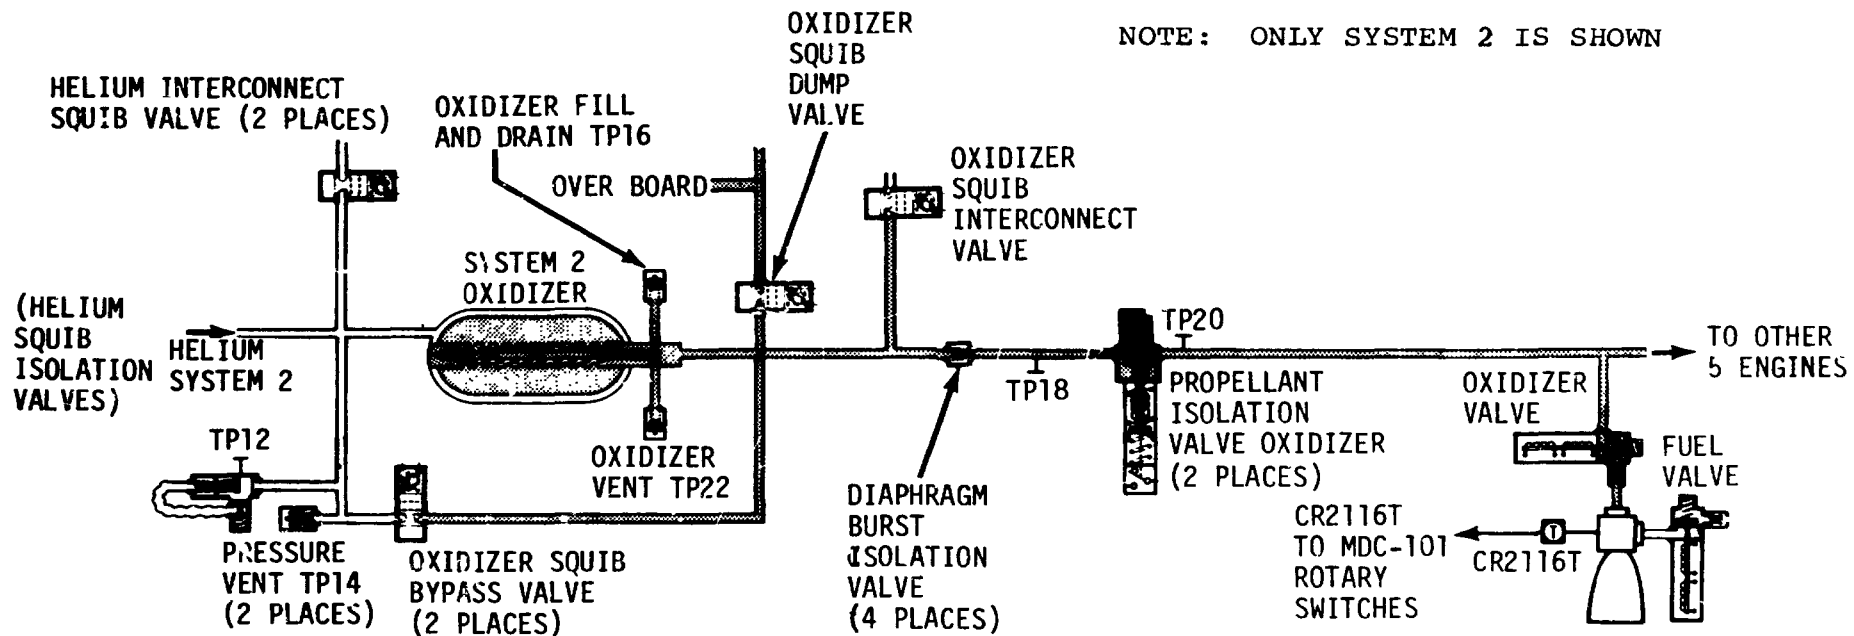 NOTE: ONLY SYSTEM 2 IS SHOWN
OXIDIZER
SQUIB
DUMP
VALVE
HELIUM INTERCONNECT
SQUIB VALVE (2 PLACES)
OXIDIZER FILL
AND DRAIN TP16
OVER BOARD
OXIDIZER
SQUIB
INTERCONNECT
VALVE
SYSTEM 2
OXIDIZER
(HELIUM
SQUIB
ISOLATION
VALVES)
HELIUM
SYSTEM 2
TP12
OXIDIZER
VENT TP22
PRESSURE
VENT TP14
(2 PLACES)
OXIDIZER SQUIB
BYPASS VALVE
(2 PLACES)
DIAPHRAGM
BURST
ISOLATION
VALVE
(4 PLACES)
TP18
TP20
PROPELLANT
ISOLATION
VALVE OXIDIZER
(2 PLACES)
TO OTHER
5 ENGINES
OXIDIZER
VALVE
FUEL
VALVE
CR2116T
TO MDC-101
ROTARY
SWITCHES
CR2116T
T